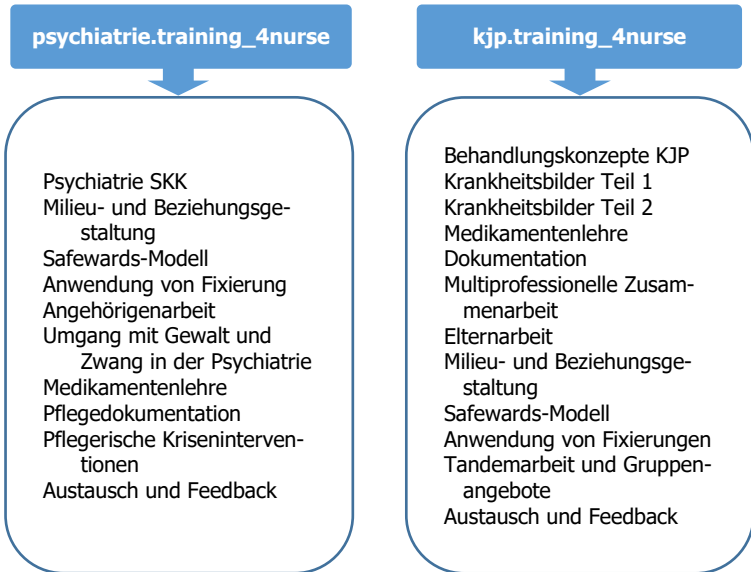 psychiatrie.training_4nurse
Psychiatrie SKK
Milieu- und Beziehungsge-
staltung
Safewards-Modell
Anwendung von Fixierung
Angehörigenarbeit
Umgang mit Gewalt und
Zwang in der Psychiatrie
Medikamentenlehre
Pflegedokumentation
Pflegerische Kriseninterven-
tionen
Austausch und Feedback
kjp.training_4nurse
Behandlungskonzepte KJP
Krankheitsbilder Teil 1
Krankheitsbilder Teil 2
Medikamentenlehre
Dokumentation
Multiprofessionelle Zusam-
menarbeit
Elternarbeit
Milieu- und Beziehungsge-
staltung
Safewards-Modell
Anwendung von Fixierungen
Tandemarbeit und Gruppen-
angebote
Austausch und Feedback